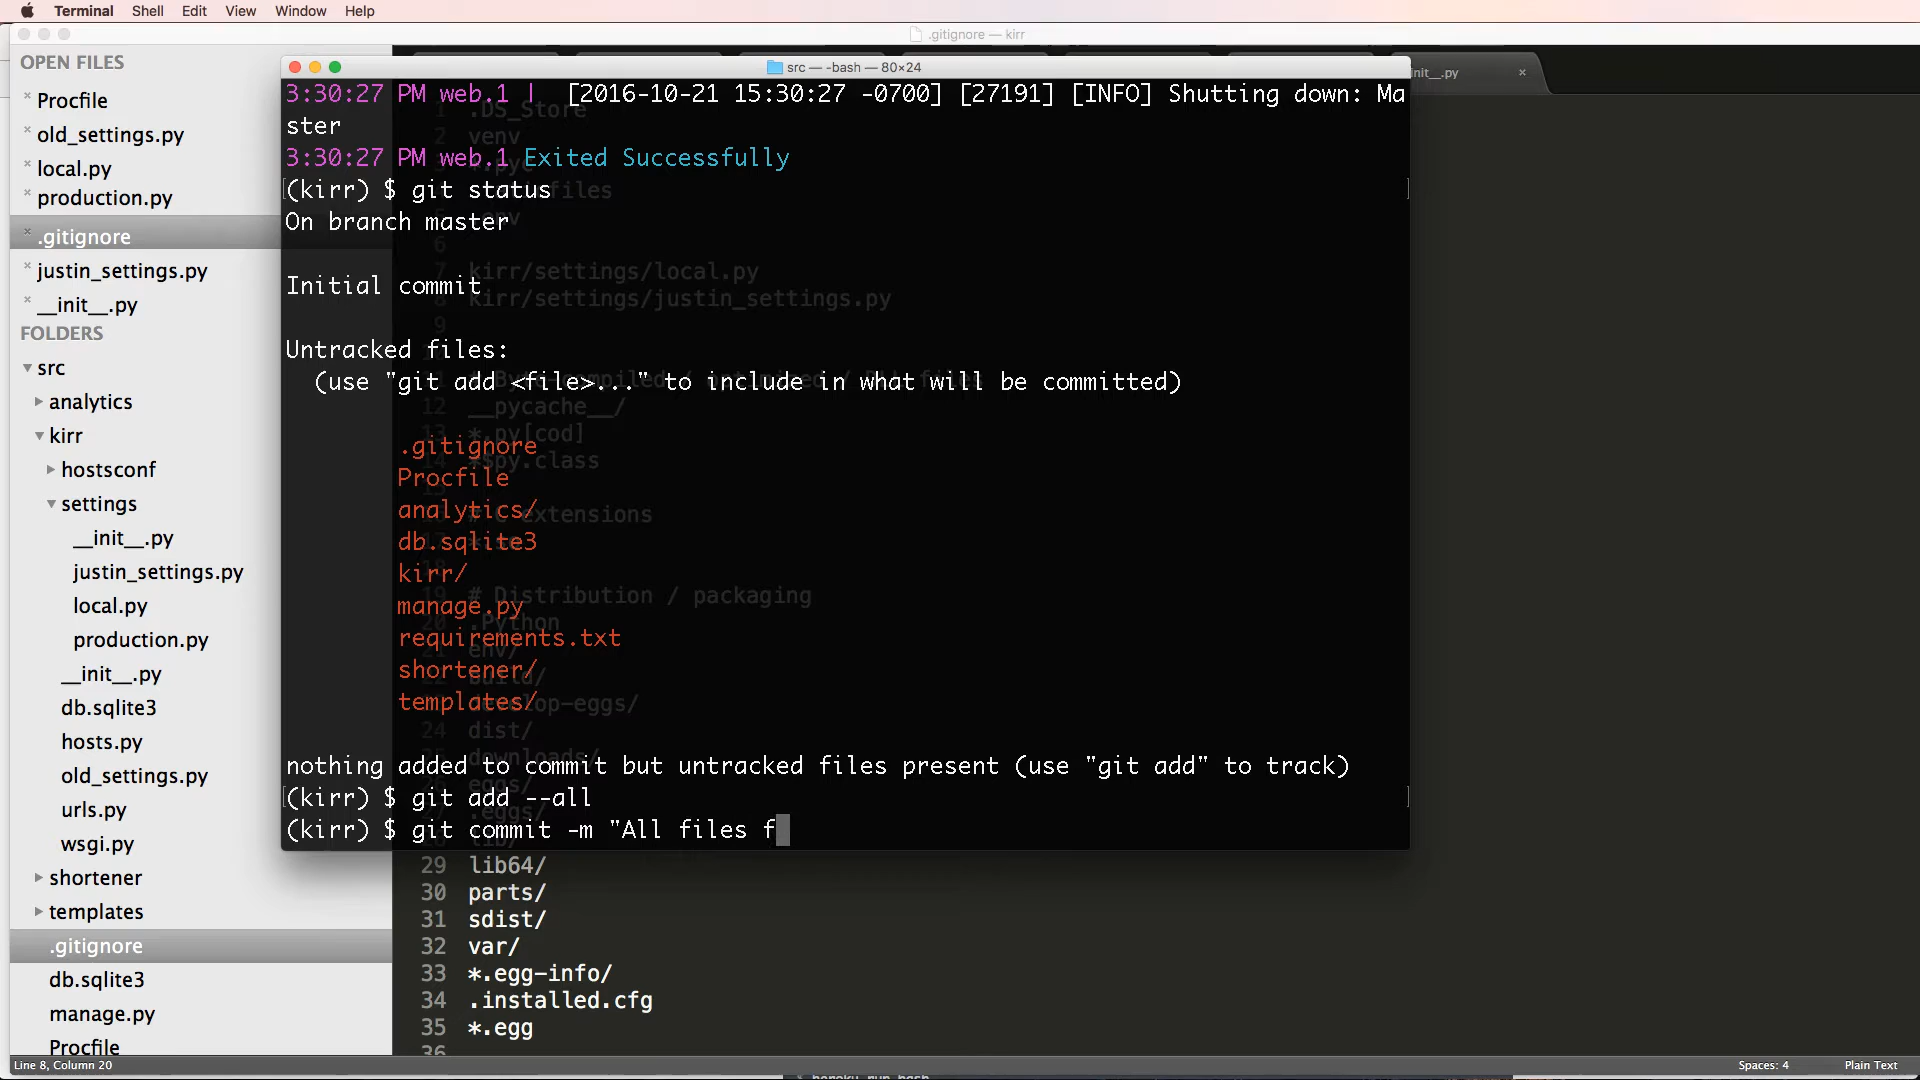 Terminal Shell Edit View Window Help
.gitignore — kirr
OPEN FILES
Procfile
old_settings.py
local.py
production.py
.gitignore
justin_settings.py
__init__.py
FOLDERS
src
analytics
kirr
hostsconf
settings
__init__.py
justin_settings.py
local.py
production.py
__init__.py
db.sqlite3
hosts.py
old_settings.py
urls.py
wsgi.py
shortener
templates
.gitignore
db.sqlite3
manage.py
Procfile
src — -bash — 80×24
3:30:27 PM web.1 |  [2016-10-21 15:30:27 -0700] [27191] [INFO] Shutting down: Ma
ster
3:30:27 PM web.1 Exited Successfully
(kirr) $ git status
On branch master
Initial commit
Untracked files:
(use "git add <file>..." to include in what will be committed)
.gitignore
Procfile
analytics/
db.sqlite3
kirr/
manage.py
requirements.txt
shortener/
templates/
nothing added to commit but untracked files present (use "git add" to track)
(kirr) $ git add --all
(kirr) $ git commit -m "All files f
.DS_Store
venv
6
7 kirr/settings/local.py
8 kirr/settings/justin_settings.py
9
12 __pycache__/
13 *.py[cod]
14 *$py.class
# C extensions
19 # Distribution / packaging
20 .Python
env/
build/
develop-eggs/
24 dist/
downloads/
eggs/
.eggs/
lib/
29 lib64/
30 parts/
31 sdist/
32 var/
33 *.egg-info/
34 .installed.cfg
35 *.egg
36
Line 8, Column 20
Spaces: 4
Plain Text